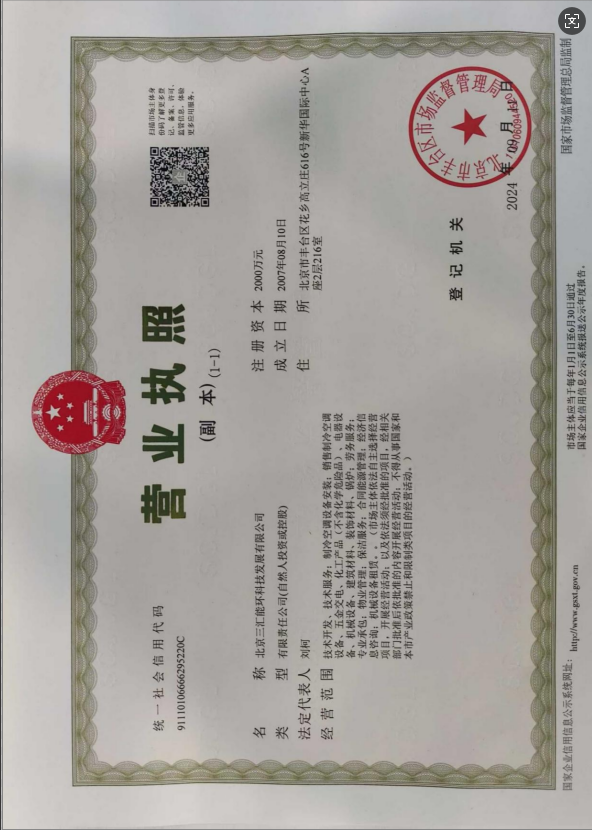 统一社会信用代码
91110106666295220C
营业执照
(副 本)(1-1)
扫描市场主体身
份码了解更多登
记、备案、许可、
监管信息,体验
更多应用服务。
名 称 北京三汇能环科技发展有限公司
类 型 有限责任公司(自然人投资或控股)
法定代表人 刘柯
经营范围 技术开发、技术服务;制冷空调设备安装;销售制冷空调
设备、五金交电、化工产品(不含化学危险品)、电器设
备、机械设备、建筑材料、装饰材料、锅炉;劳务服务;
专业承包;物业管理;保洁服务;合同能源管理;经济信
息咨询;机械设备租赁。。(市场主体依法自主选择经营
项目,开展经营活动;以及依法须经批准的项目,经相关
部门批准后依批准的内容开展经营活动;不得从事国家和
本市产业政策禁止和限制类项目的经营活动。)
注册资本 2000万元
成立日期 2007年08月10日
住 所 北京市丰台区花乡高立庄616号新华国际中心A
座2层216室
登记机关
北京市丰台区市场监督管理局
2024 年 09 月 11 日
国家企业信用信息公示系统网址: http://www.gsxt.gov.cn
市场主体应当于每年1月1日至6月30日通过
国家企业信用信息公示系统报送公示年度报告。
国家市场监督管理总局监制